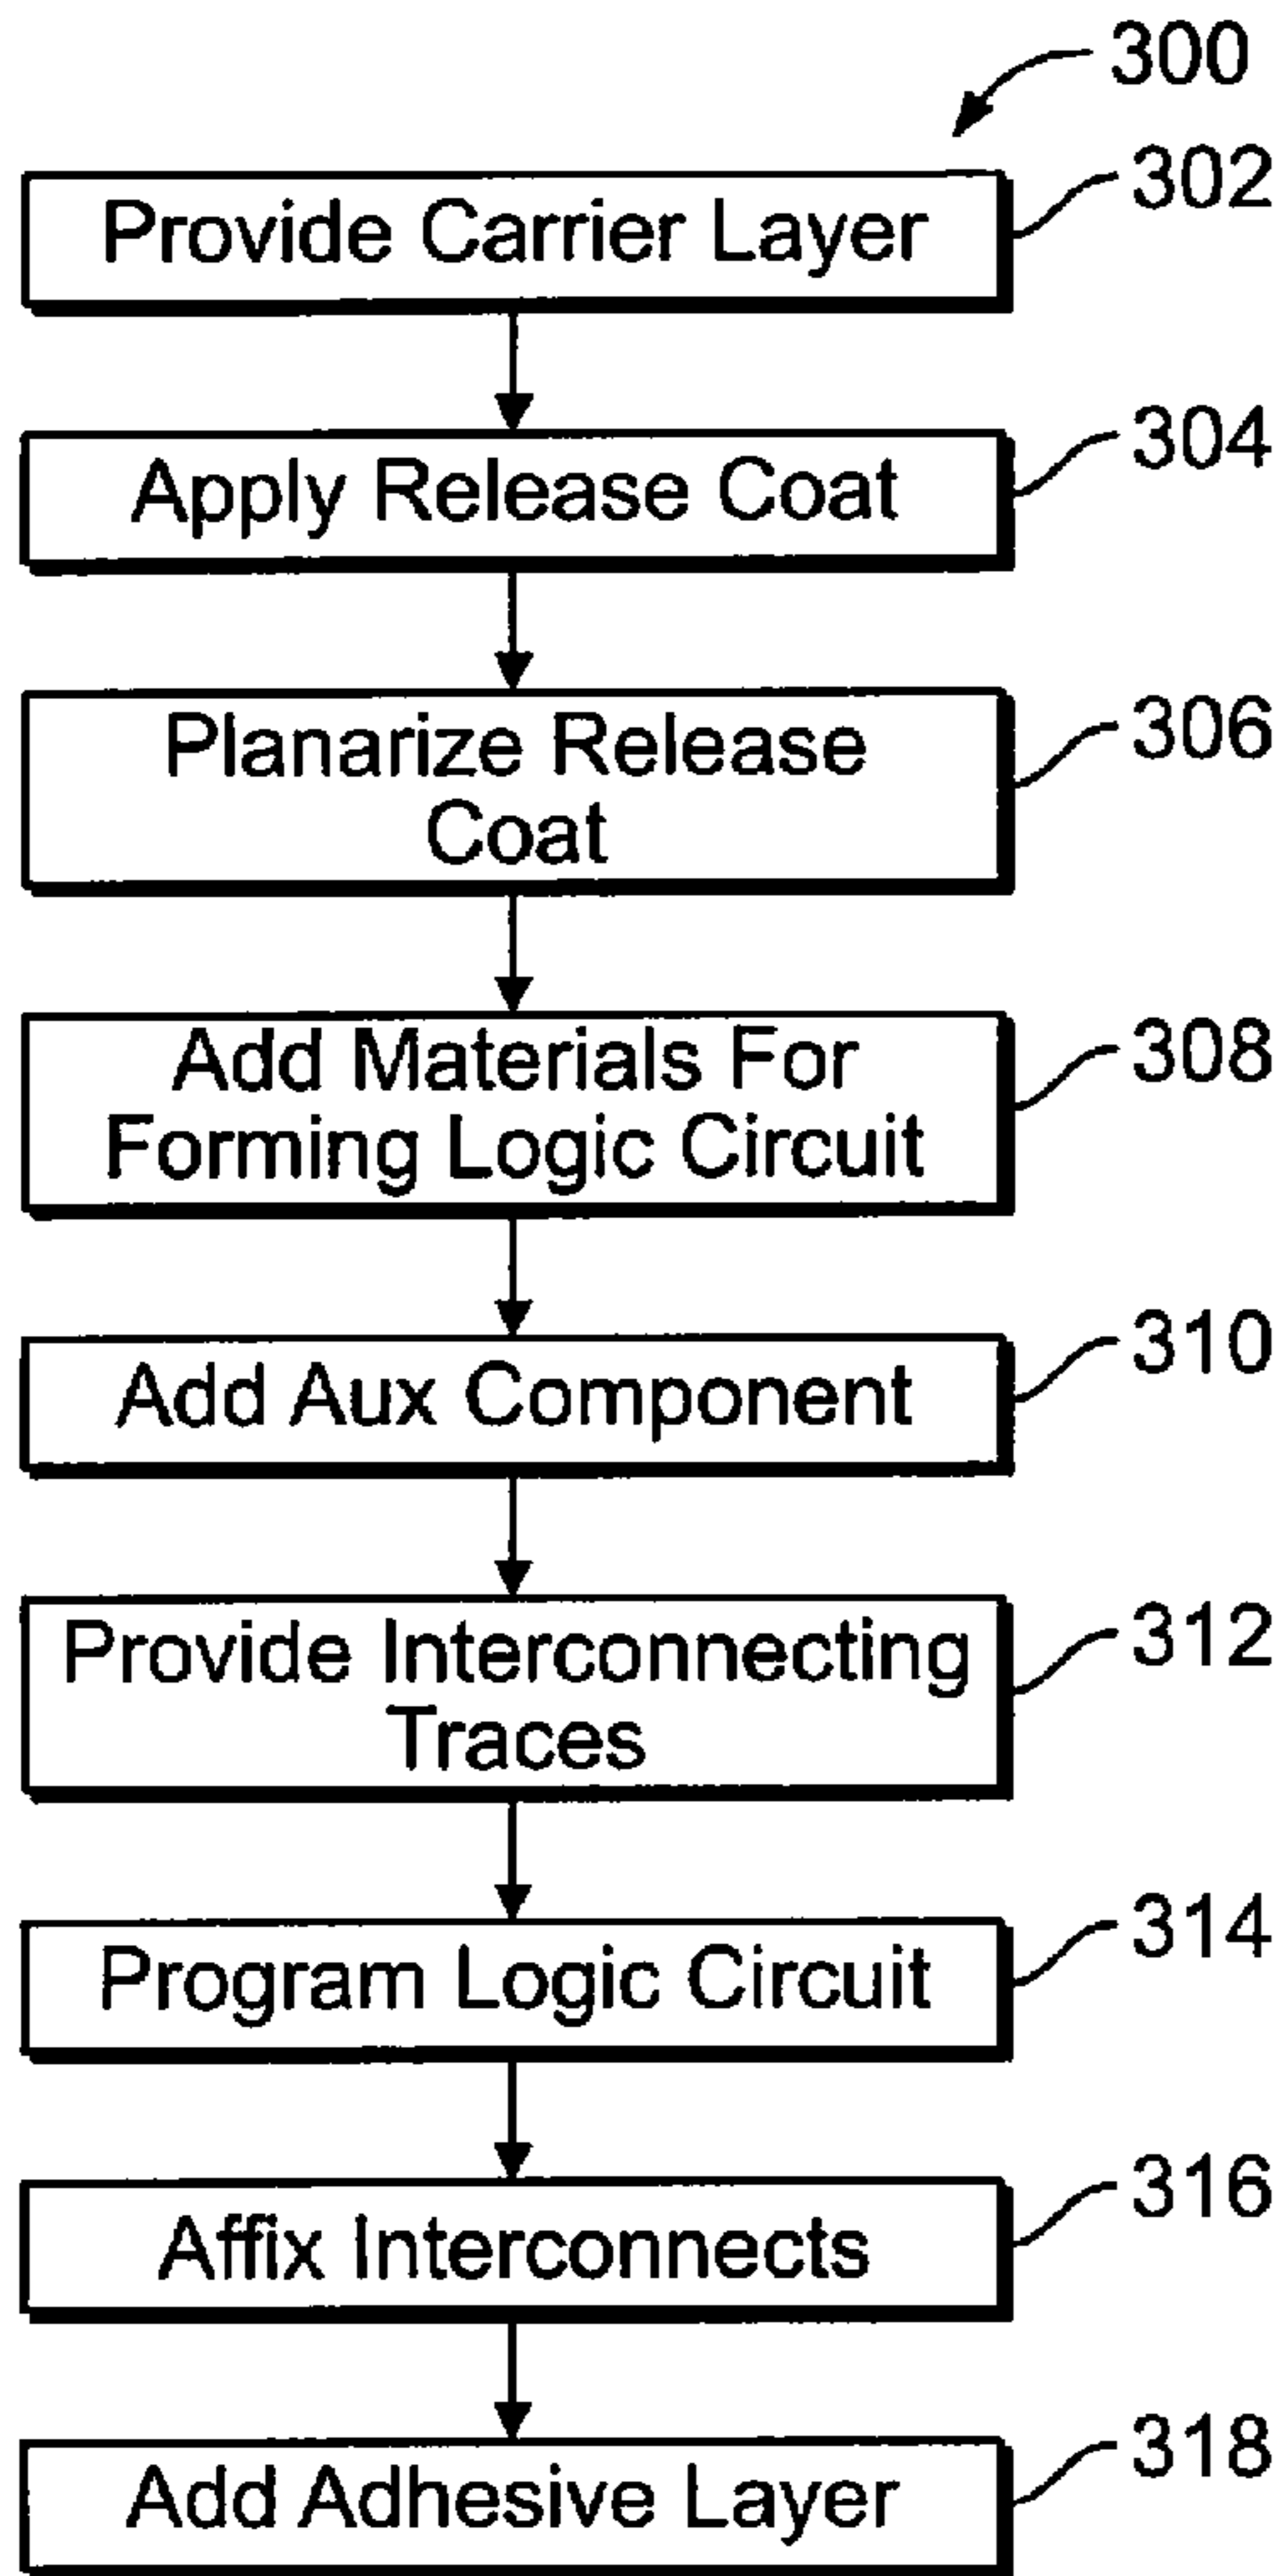 300
Provide Carrier Layer
302
Apply Release Coat
304
Planarize Release
Coat
306
Add Materials For
Forming Logic Circuit
308
Add Aux Component
310
Provide Interconnecting
Traces
312
Program Logic Circuit
314
Affix Interconnects
316
Add Adhesive Layer
318